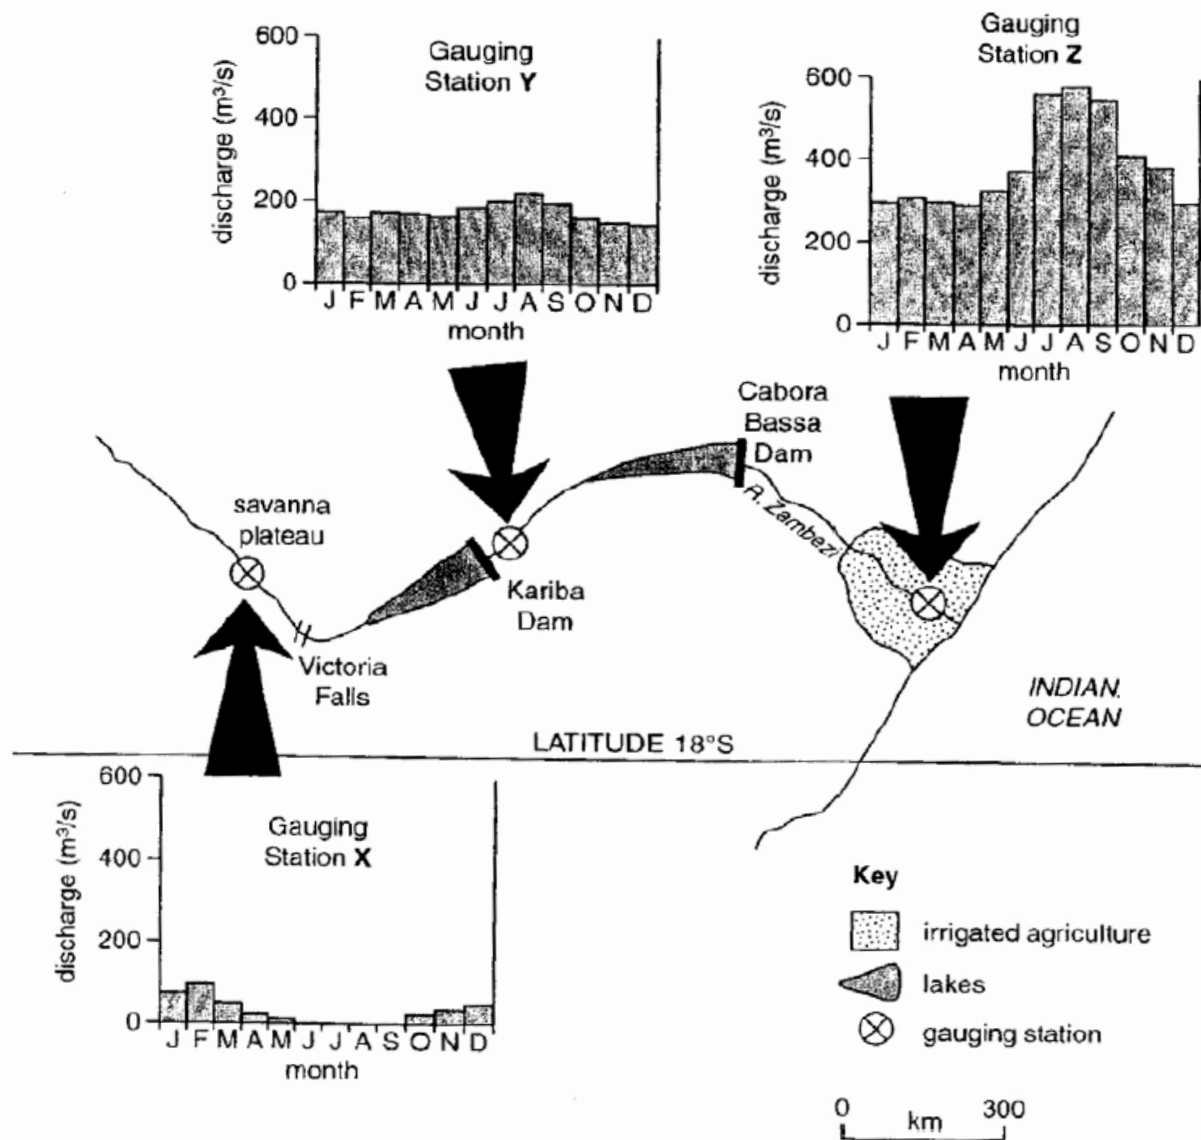 Gauging
Station Y
600
400
200
0
discharge (m³/s)
J F M A M J J A S O N D
month
Gauging
Station Z
600
400
200
0
discharge (m³/s)
J F M A M J J A S O N D
month
Cabora
Bassa
Dam
R. Zambezi
savanna
plateau
Kariba
Dam
Victoria
Falls
INDIAN
OCEAN
LATITUDE 18°S
Gauging
Station X
600
400
200
0
discharge (m³/s)
J F M A M J J A S O N D
month
Key
irrigated agriculture
lakes
gauging station
0 300
km